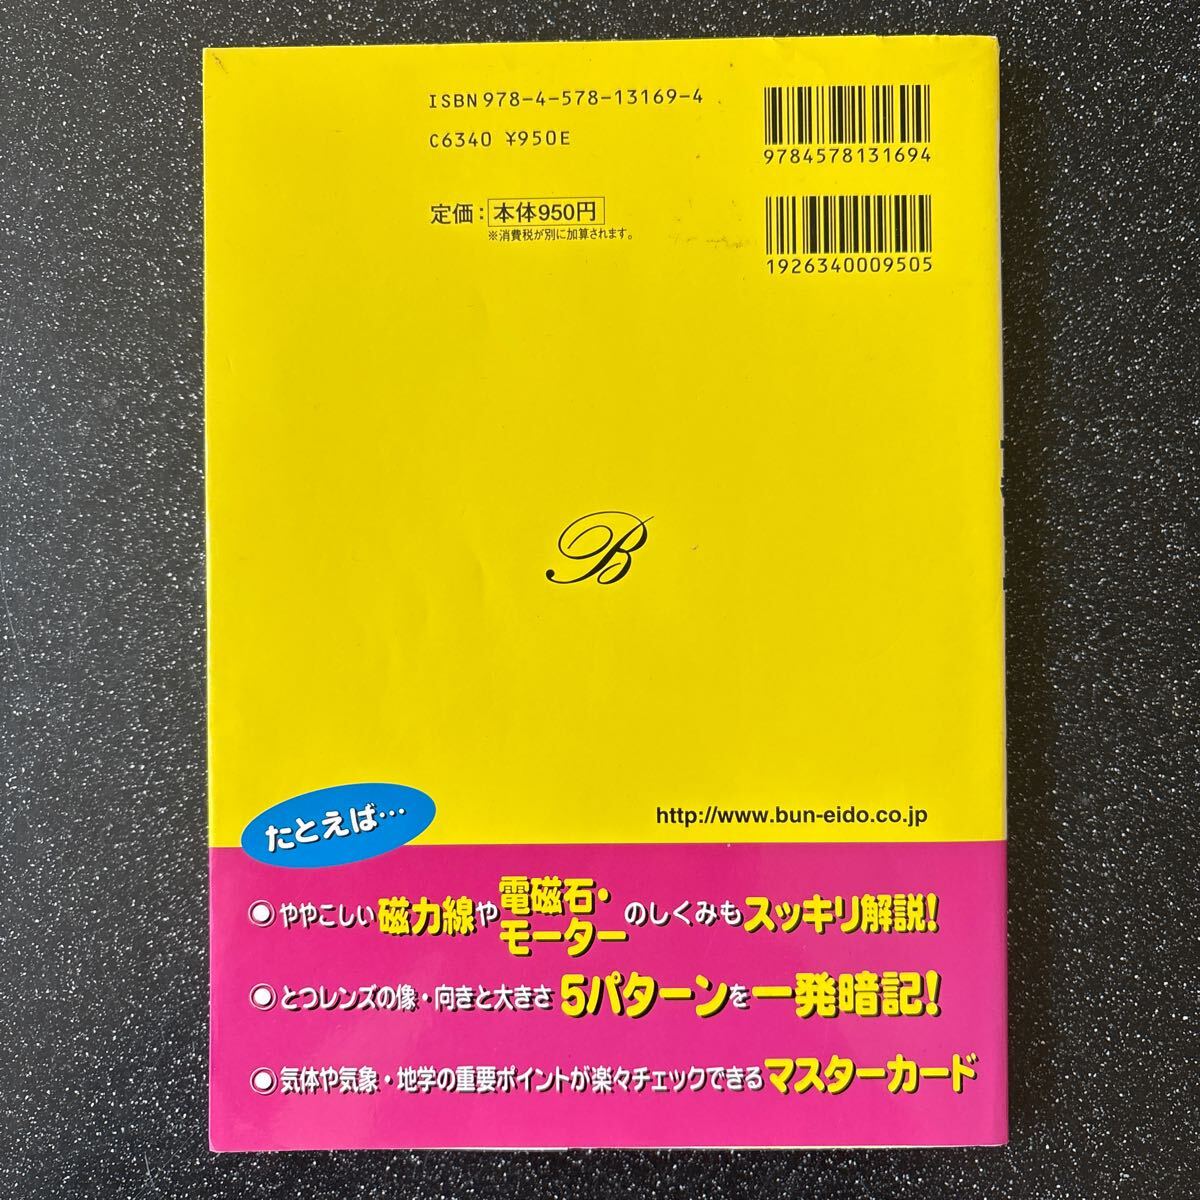 ISBN978-4-578-13169-4
C6340 ¥950E
9784578131694
定価：本体950円
※消費税が別に加算されます。
1926340009505
B
http://www.bun-eido.co.jp
たとえば…
◉ややこしい磁力線や電磁石・モーターのしくみもスッキリ解説！
◉とつレンズの像・向きと大きさ5パターンを一発暗記！
◉気体や気象・地学の重要ポイントが楽々チェックできるマスターカード